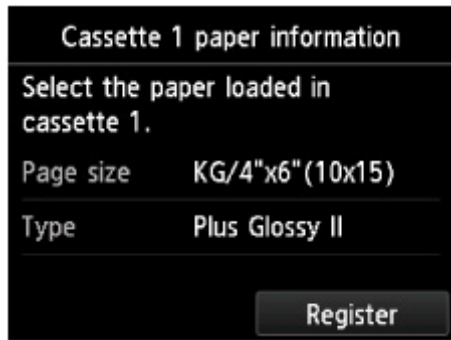 Cassette 1 paper information
Select the paper loaded in
cassette 1.
Page size KG/4"x6"(10x15)
Type Plus Glossy II
Register